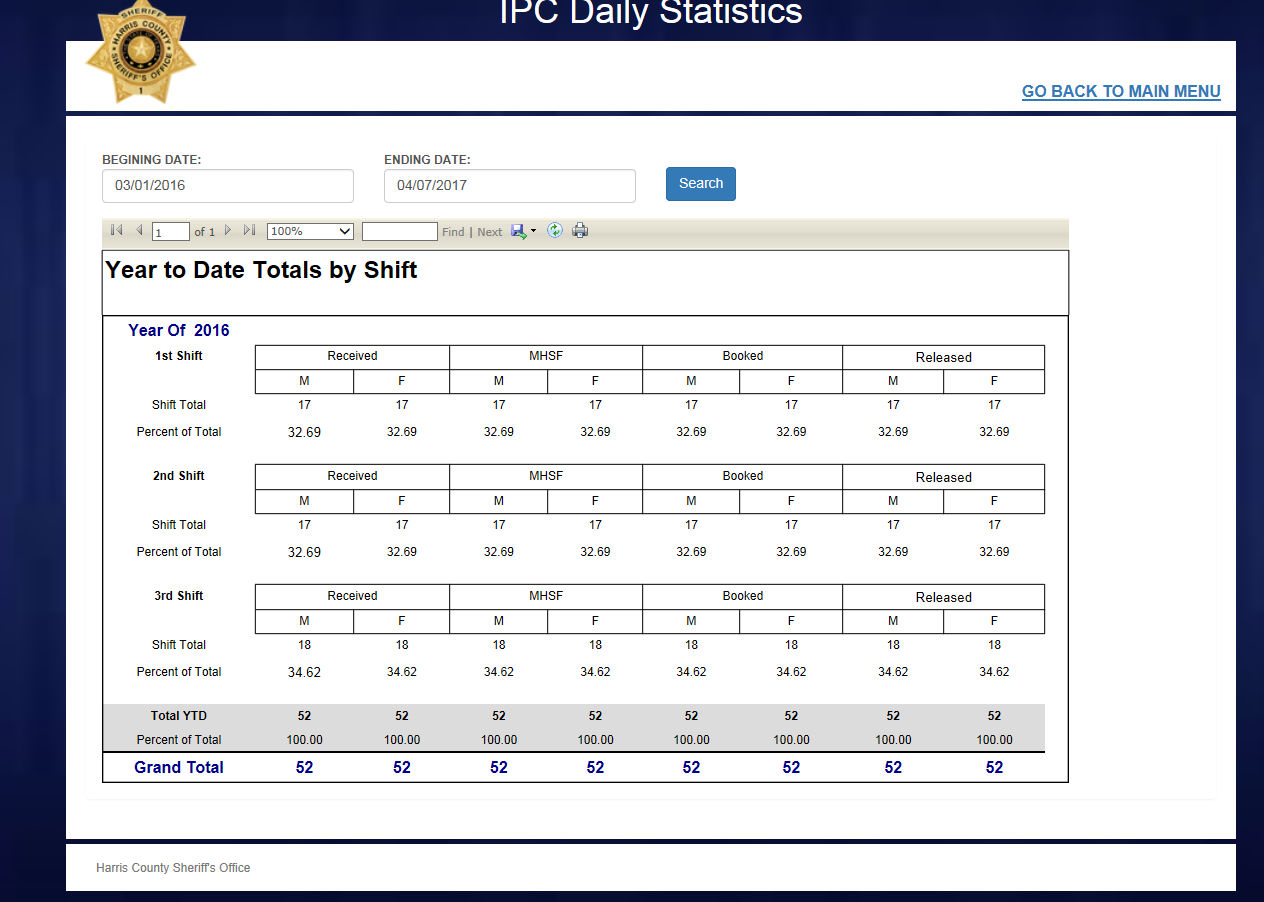 IPC Daily Statistics
SHERIFF
HARRIS COUNTY
SHERIFF'S OFFICE
1
GO BACK TO MAIN MENU
BEGINING DATE: ENDING DATE:
03/01/2016 04/07/2017 Search
1 of 1 100% Find | Next
Year to Date Totals by Shift
Year Of 2016
1st Shift Received MHSF Booked Released
M F M F M F M F
Shift Total 17 17 17 17 17 17 17 17
Percent of Total 32.69 32.69 32.69 32.69 32.69 32.69 32.69 32.69
2nd Shift Received MHSF Booked Released
M F M F M F M F
Shift Total 17 17 17 17 17 17 17 17
Percent of Total 32.69 32.69 32.69 32.69 32.69 32.69 32.69 32.69
3rd Shift Received MHSF Booked Released
M F M F M F M F
Shift Total 18 18 18 18 18 18 18 18
Percent of Total 34.62 34.62 34.62 34.62 34.62 34.62 34.62 34.62
Total YTD 52 52 52 52 52 52 52 52
Percent of Total 100.00 100.00 100.00 100.00 100.00 100.00 100.00 100.00
Grand Total 52 52 52 52 52 52 52 52
Harris County Sheriff's Office